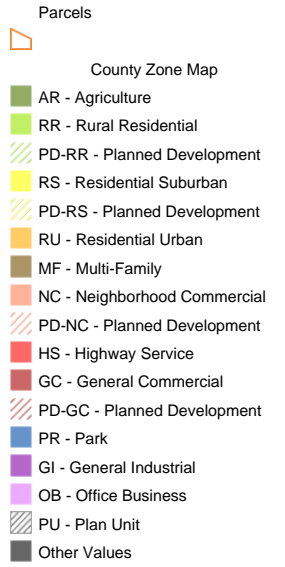 Parcels
County Zone Map
AR - Agriculture
RR - Rural Residential
PD-RR - Planned Development
RS - Residential Suburban
PD-RS - Planned Development
RU - Residential Urban
MF - Multi-Family
NC - Neighborhood Commercial
PD-NC - Planned Development
HS - Highway Service
GC - General Commercial
PD-GC - Planned Development
PR - Park
GI - General Industrial
OB - Office Business
PU - Plan Unit
Other Values